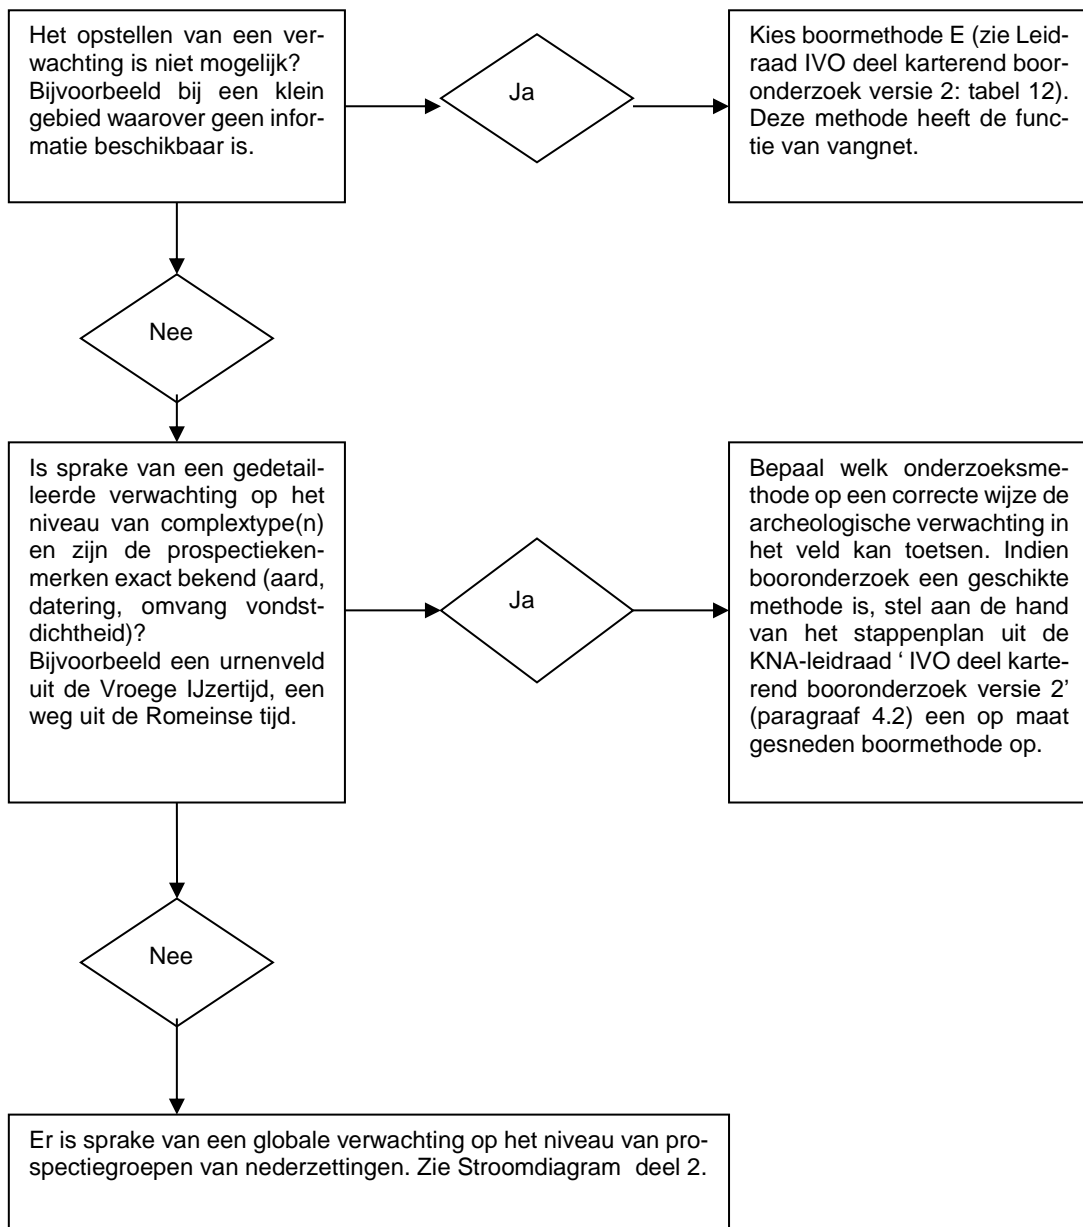 Het opstellen van een ver-
wachting is niet mogelijk?
Bijvoorbeeld bij een klein
gebied waarover geen infor-
matie beschikbaar is.
Ja
Kies boormethode E (zie Leid-
raad IVO deel karterend boor-
onderzoek versie 2: tabel 12).
Deze methode heeft de func-
tie van vangnet.
Nee
Is sprake van een gedetail-
leerde verwachting op het
niveau van complextype(n)
en zijn de prospectieken-
merken exact bekend (aard,
datering, omvang vondst-
dichtheid)?
Bijvoorbeeld een urnenveld
uit de Vroege IJzertijd, een
weg uit de Romeinse tijd.
Ja
Bepaal welk onderzoeksme-
thode op een correcte wijze de
archeologische verwachting in
het veld kan toetsen. Indien
booronderzoek een geschikte
methode is, stel aan de hand
van het stappenplan uit de
KNA-leidraad ‘ IVO deel karte-
rend booronderzoek versie 2’
(paragraaf 4.2) een op maat
gesneden boormethode op.
Nee
Er is sprake van een globale verwachting op het niveau van pro-
spectiegroepen van nederzettingen. Zie Stroomdiagram deel 2.